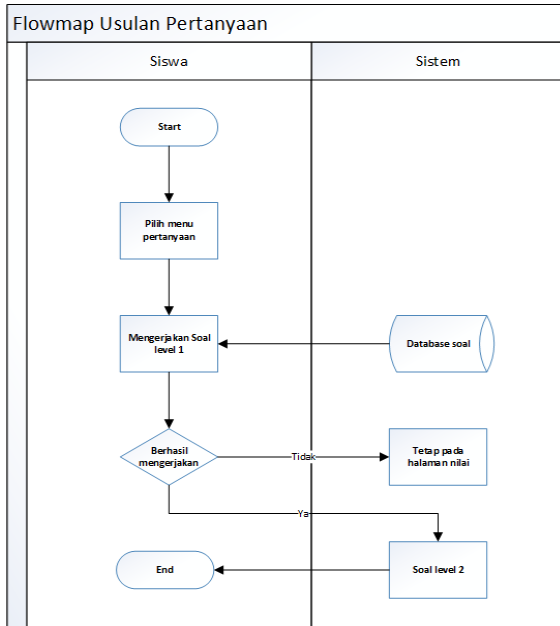 Flowmap Usulan Pertanyaan
Siswa
Sistem
Start
Pilih menu
pertanyaan
Mengerjakan Soal
level 1
Database soal
Berhasil
mengerjakan
Tidak
Tetap pada
halaman nilai
Ya
End
Soal level 2